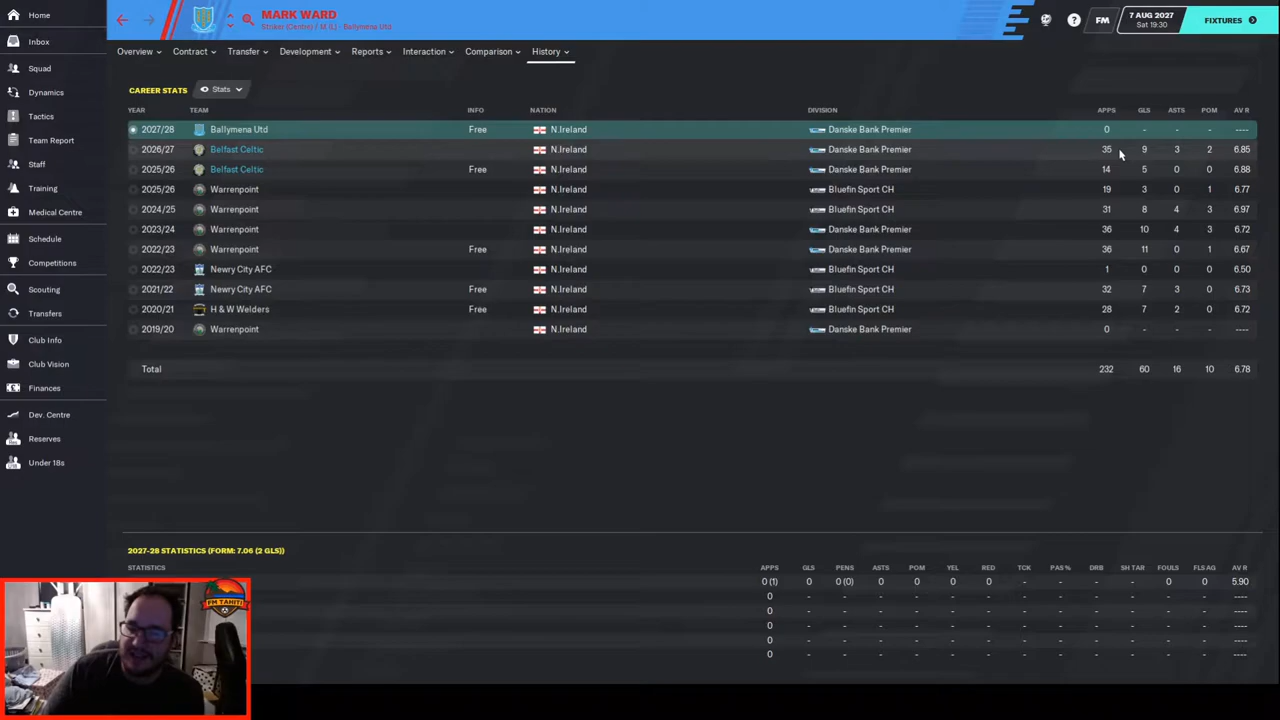 Home
Inbox
Squad
Dynamics
Tactics
Team Report
Staff
Training
Medical Centre
Schedule
Competitions
Scouting
Transfers
Club Info
Club Vision
Finances
Dev. Centre
Reserves
Under 18s
MARK WARD
Striker (Centre) / M (L) - Ballymena Utd
FM
7 AUG 2027
Sat 19:30
FIXTURES
Overview Contract Transfer Development Reports Interaction Comparison History
CAREER STATS Stats
YEAR TEAM INFO NATION DIVISION APPS GLS ASTS POM AV R
2027/28 Ballymena Utd Free N.Ireland Danske Bank Premier 0 - - - ----
2026/27 Belfast Celtic N.Ireland Danske Bank Premier 35 9 3 2 6.85
2025/26 Belfast Celtic Free N.Ireland Danske Bank Premier 14 5 0 0 6.88
2025/26 Warrenpoint N.Ireland Bluefin Sport CH 19 3 0 1 6.77
2024/25 Warrenpoint N.Ireland Bluefin Sport CH 31 8 4 3 6.97
2023/24 Warrenpoint N.Ireland Danske Bank Premier 36 10 4 3 6.72
2022/23 Warrenpoint Free N.Ireland Danske Bank Premier 36 11 0 1 6.67
2022/23 Newry City AFC N.Ireland Bluefin Sport CH 1 0 0 0 6.50
2021/22 Newry City AFC Free N.Ireland Bluefin Sport CH 32 7 3 0 6.73
2020/21 H & W Welders Free N.Ireland Bluefin Sport CH 28 7 2 0 6.72
2019/20 Warrenpoint N.Ireland Danske Bank Premier 0 - - - ----
Total 232 60 16 10 6.78
2027-28 STATISTICS (FORM: 7.06 (2 GLS))
STATISTICS APPS GLS PENS ASTS POM YEL RED TCK PAS % DRB SH TAR FOULS FLS AG AV R
0 (1) 0 0 (0) 0 0 0 0 - - - - 0 0 5.90
0 - - - - - - - - - - - - ----
0 - - - - - - - - - - - - ----
0 - - - - - - - - - - - - ----
0 - - - - - - - - - - - - ----
0 - - - - - - - - - - - - ----
FM TAHITI